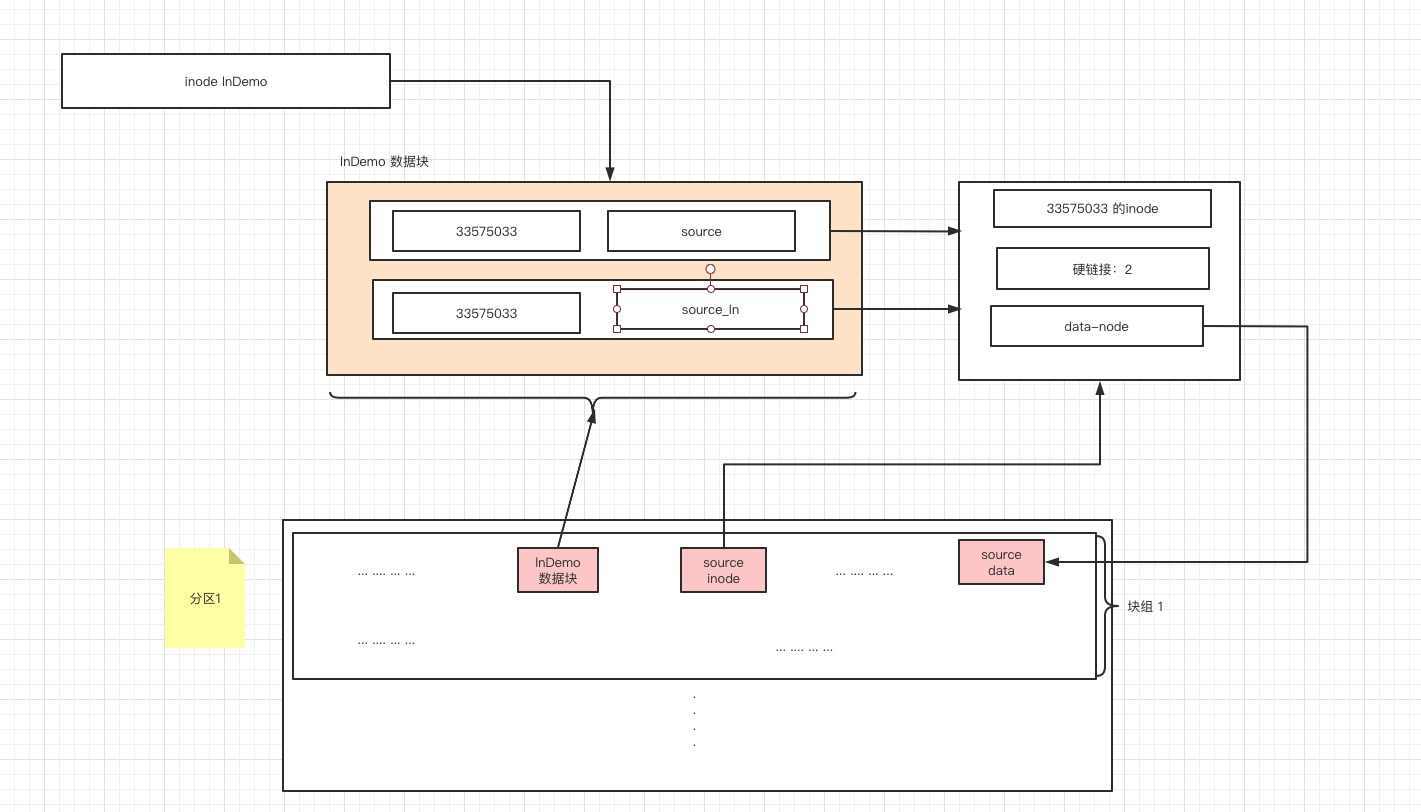 inode lnDemo
lnDemo 数据块
33575033
source
33575033
source_ln
33575033 的inode
硬链接：2
data-node
分区1
... .... ... ...
lnDemo
数据块
source
inode
... .... ... ...
source
data
块组 1
... .... ... ...
... .... ... ...
.
.
.
.